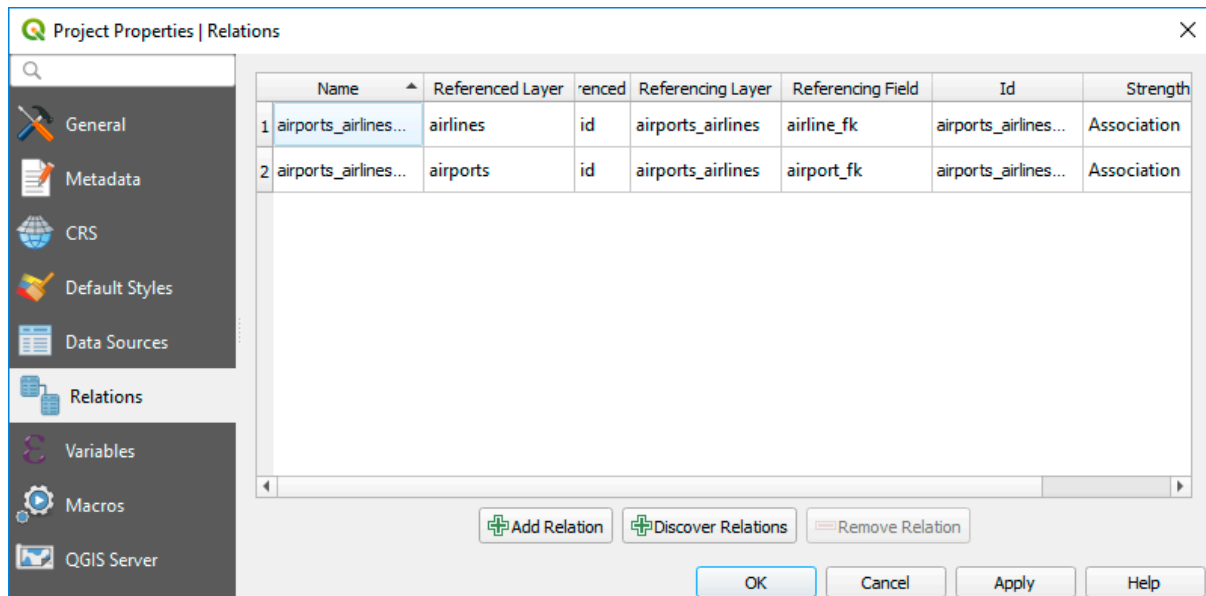 Project Properties | Relations
General
Metadata
CRS
Default Styles
Data Sources
Relations
Variables
Macros
QGIS Server
Name Referenced Layer renced Referencing Layer Referencing Field Id Strength
1 airports_airlines... airlines id airports_airlines airline_fk airports_airlines... Association
2 airports_airlines... airports id airports_airlines airport_fk airports_airlines... Association
Add Relation Discover Relations Remove Relation
OK Cancel Apply Help